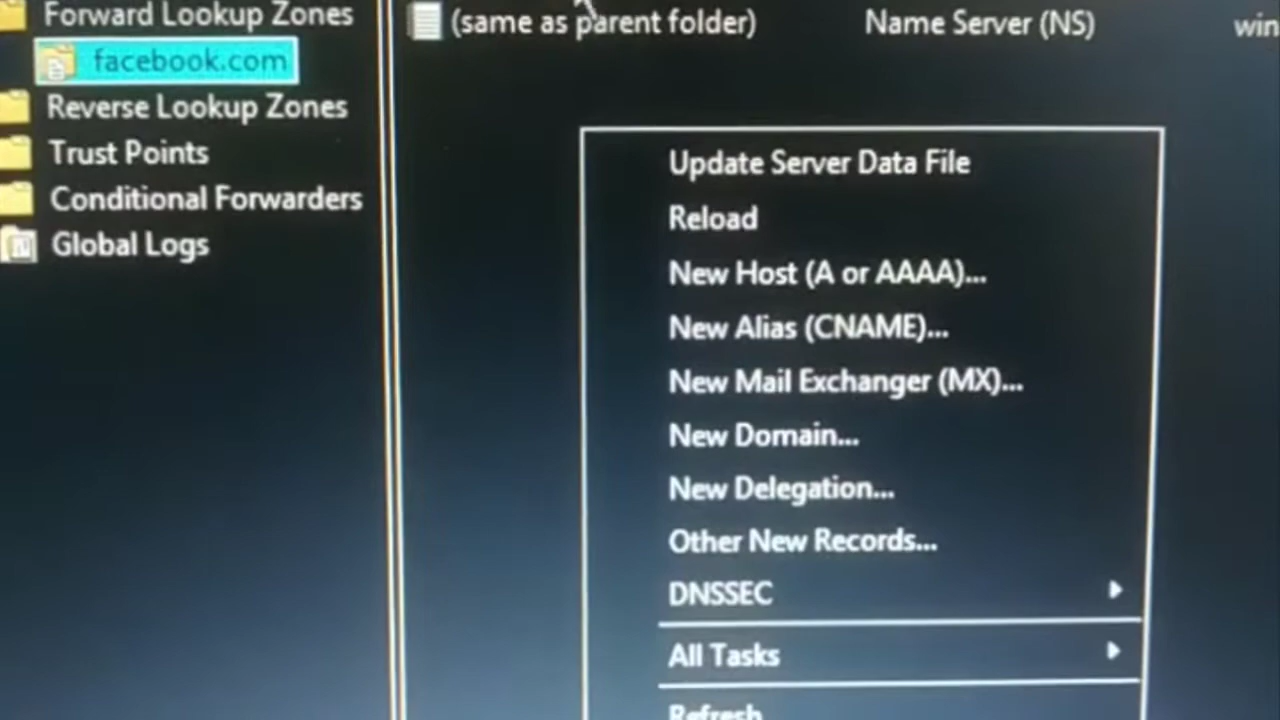 Forward Lookup Zones
facebook.com
Reverse Lookup Zones
Trust Points
Conditional Forwarders
Global Logs
(same as parent folder) Name Server (NS) win
Update Server Data File
Reload
New Host (A or AAAA)...
New Alias (CNAME)...
New Mail Exchanger (MX)...
New Domain...
New Delegation...
Other New Records...
DNSSEC
All Tasks
Refresh